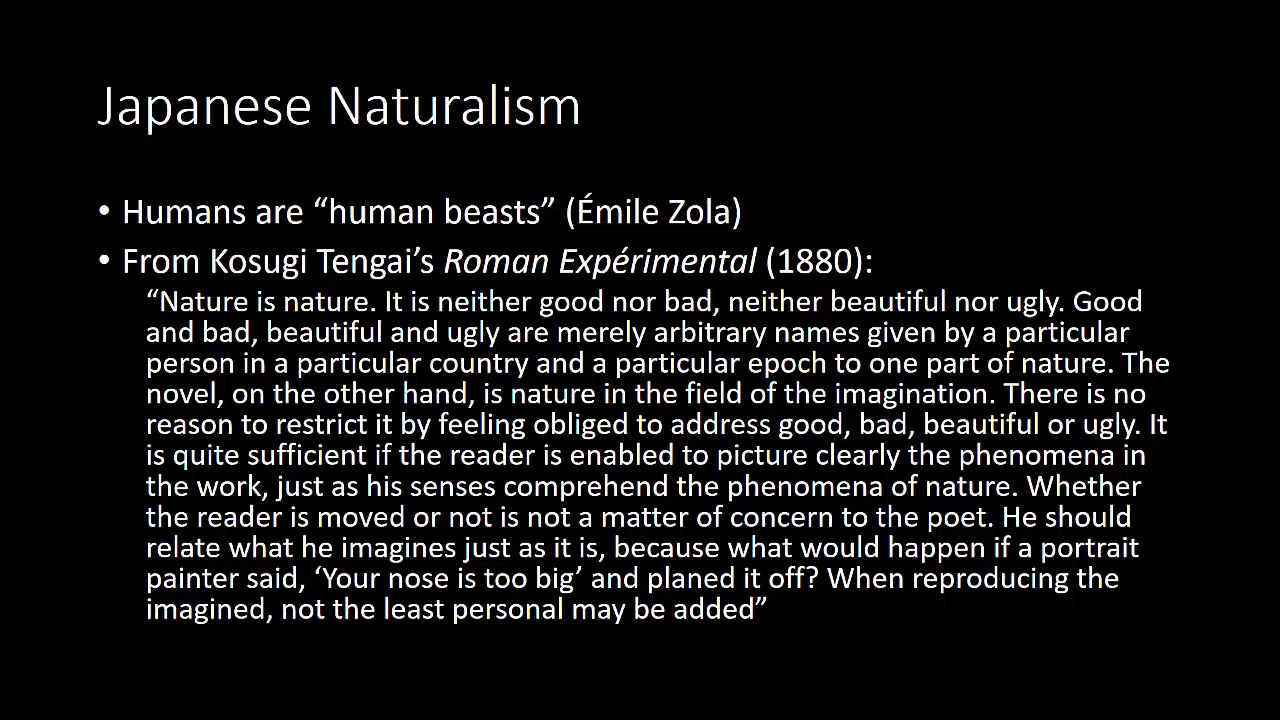 Japanese Naturalism
• Humans are “human beasts” (Émile Zola)
• From Kosugi Tengai’s Roman Expérimental (1880):
“Nature is nature. It is neither good nor bad, neither beautiful nor ugly. Good
and bad, beautiful and ugly are merely arbitrary names given by a particular
person in a particular country and a particular epoch to one part of nature. The
novel, on the other hand, is nature in the field of the imagination. There is no
reason to restrict it by feeling obliged to address good, bad, beautiful or ugly. It
is quite sufficient if the reader is enabled to picture clearly the phenomena in
the work, just as his senses comprehend the phenomena of nature. Whether
the reader is moved or not is not a matter of concern to the poet. He should
relate what he imagines just as it is, because what would happen if a portrait
painter said, ‘Your nose is too big’ and planed it off? When reproducing the
imagined, not the least personal may be added”